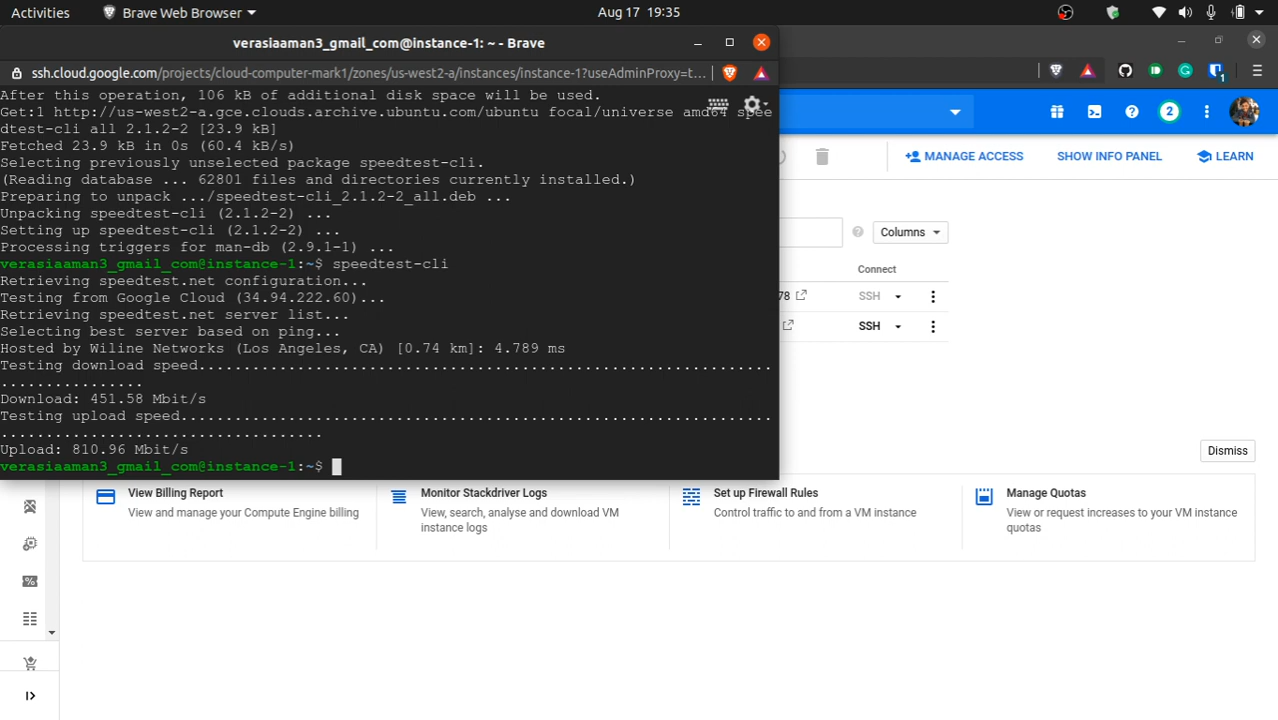 Activities
Brave Web Browser
Aug 17 19:35
verasiaaman3_gmail_com@instance-1: ~ - Brave
ssh.cloud.google.com/projects/cloud-computer-mark1/zones/us-west2-a/instances/instance-1?useAdminProxy=t...
1
After this operation, 106 kB of additional disk space will be used.
Get:1 http://us-west2-a.gce.clouds.archive.ubuntu.com/ubuntu focal/universe amd64 spee
dtest-cli all 2.1.2-2 [23.9 kB]
Fetched 23.9 kB in 0s (60.4 kB/s)
Selecting previously unselected package speedtest-cli.
(Reading database ... 62801 files and directories currently installed.)
Preparing to unpack .../speedtest-cli_2.1.2-2_all.deb ...
Unpacking speedtest-cli (2.1.2-2) ...
Setting up speedtest-cli (2.1.2-2) ...
Processing triggers for man-db (2.9.1-1) ...
verasiaaman3_gmail_com@instance-1:~$ speedtest-cli
Retrieving speedtest.net configuration...
Testing from Google Cloud (34.94.222.60)...
Retrieving speedtest.net server list...
Selecting best server based on ping...
Hosted by Wiline Networks (Los Angeles, CA) [0.74 km]: 4.789 ms
Testing download speed................................................................
................
Download: 451.58 Mbit/s
Testing upload speed..................................................................
....................................
Upload: 810.96 Mbit/s
verasiaaman3_gmail_com@instance-1:~$
2
MANAGE ACCESS
SHOW INFO PANEL
LEARN
Columns
Connect
78
SSH
SSH
Dismiss
View Billing Report
View and manage your Compute Engine billing
Monitor Stackdriver Logs
View, search, analyse and download VM
instance logs
Set up Firewall Rules
Control traffic to and from a VM instance
Manage Quotas
View or request increases to your VM instance
quotas